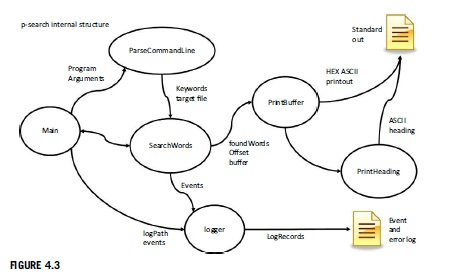 p-search internal structure
ParseCommandLine
Standard
out
Program
Arguments
HEX ASCII
printout
Keywords
target file
PrintBuffer
Main
SearchWords
ASCII
heading
foundWords
Offset
buffer
PrintHeading
Events
logger
logPath
events
LogRecords
Event
and
error log
FIGURE 4.3